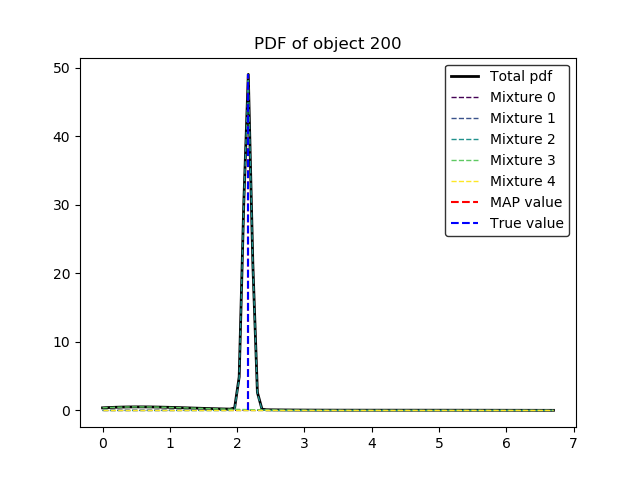 PDF of object 200
50
40
30
20
10
0
0 1 2 3 4 5 6 7
Total pdf
Mixture 0
Mixture 1
Mixture 2
Mixture 3
Mixture 4
MAP value
True value